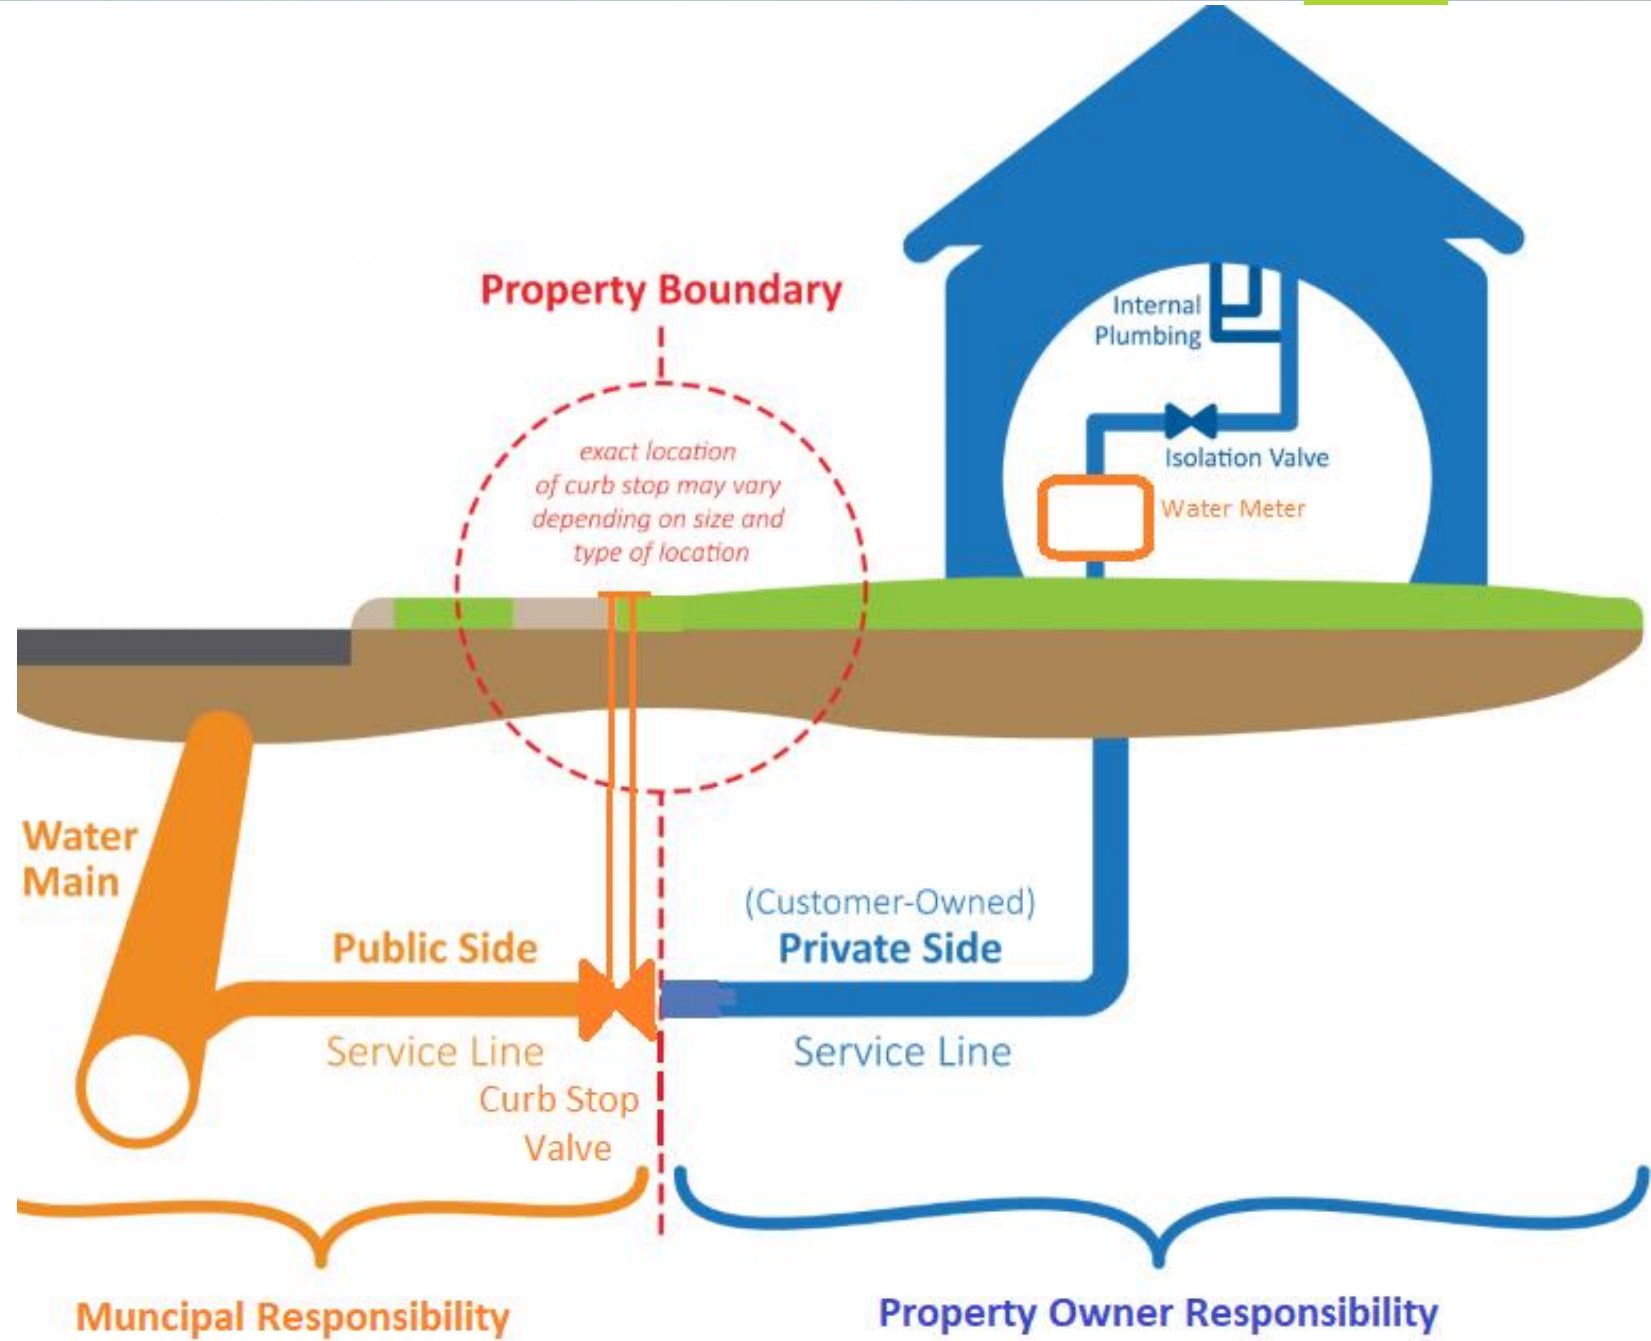 Property Boundary
exact location
of curb stop may vary
depending on size and
type of location
Internal
Plumbing
Isolation Valve
Water Meter
Water
Main
Public Side
Service Line
Curb Stop
Valve
(Customer-Owned)
Private Side
Service Line
Muncipal Responsibility
Property Owner Responsibility